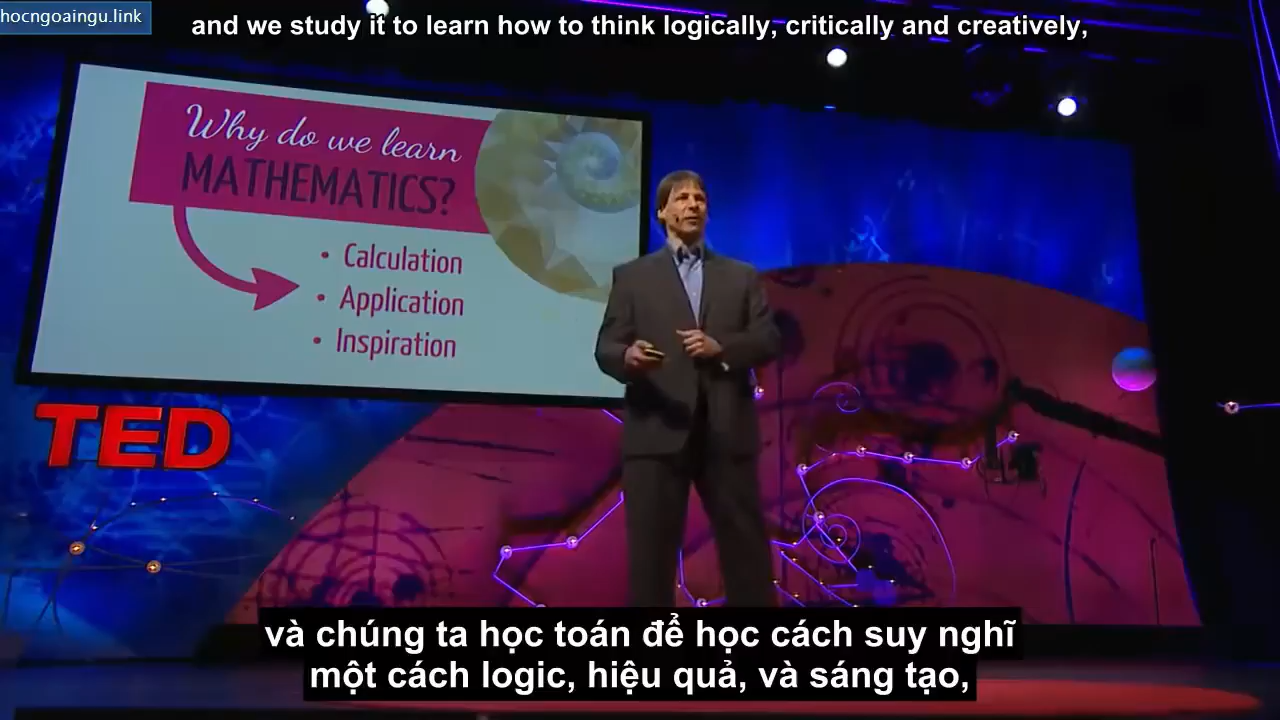 hocngoaingu.link
and we study it to learn how to think logically, critically and creatively,
Why do we learn
MATHEMATICS?
• Calculation
• Application
• Inspiration
TED
và chúng ta học toán để học cách suy nghĩ
một cách logic, hiệu quả, và sáng tạo,